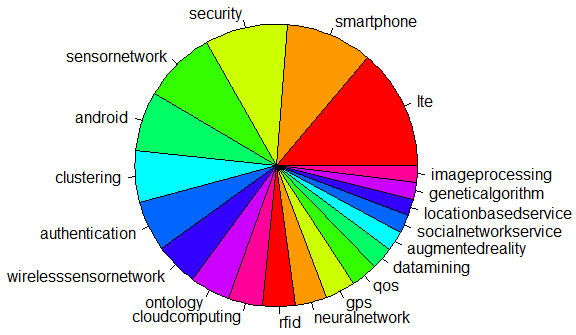 security
smartphone
sensornetwork
lte
android
clustering
imageprocessing
geneticalgorithm
locationbasedservice
authentication
socialnetworkservice
augmentedreality
datamining
wirelesssensornetwork
qos
ontology
gps
cloudcomputing
neuralnetwork
rfid